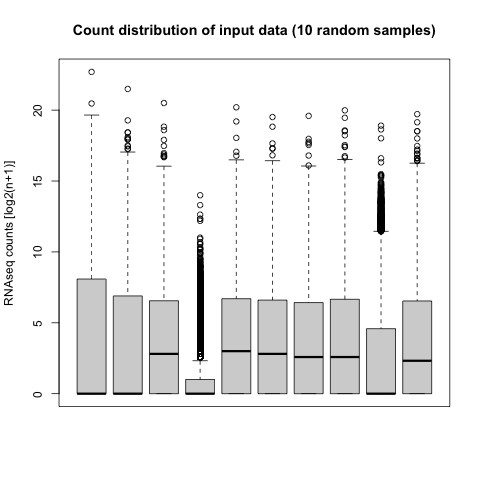 Count distribution of input data (10 random samples)
RNAseq counts [log2(n+1)]
20
15
10
5
0